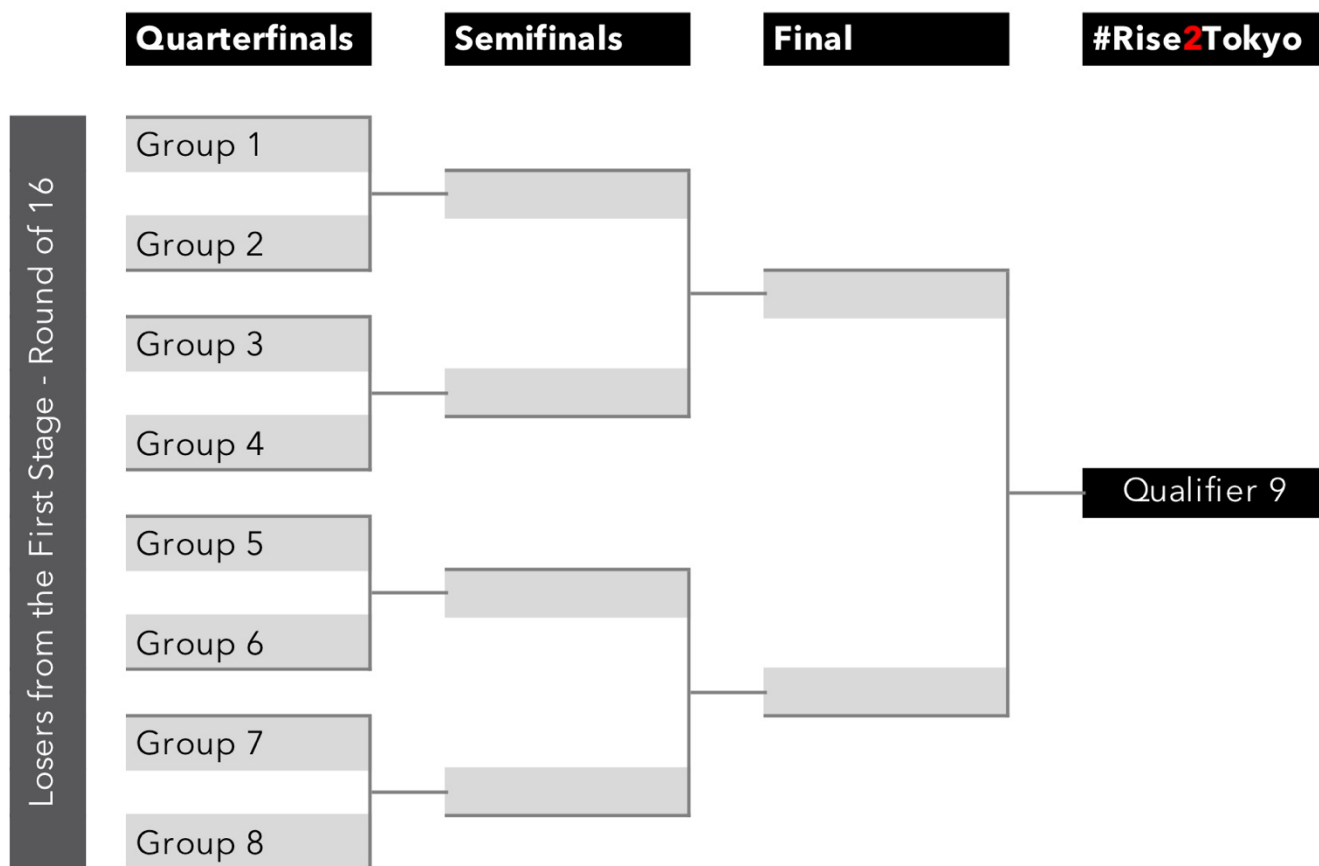 Quarterfinals
Semifinals
Final
#Rise2Tokyo
Losers from the First Stage - Round of 16
Group 1
Group 2
Group 3
Group 4
Group 5
Group 6
Group 7
Group 8
Qualifier 9